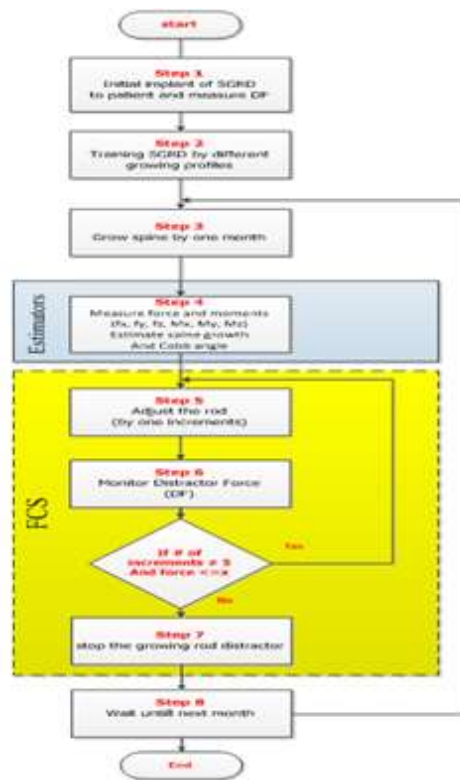 start
Step 1
Initial implant of SGRD
to patient and measure DF
Step 2
Training SGRD by different
growing profiles
Step 3
Grow spine by one month
Estimators
Step 4
Measure force and moments
(fx, fy, fz, Mx, My, Mz)
Estimate spine growth
And Cobb angle
FCS
Step 5
Adjust the rod
(by one increments)
Step 6
Monitor Distractor Force
(DF)
If # of
increments ≠ 5
And force <=x
Yes
No
Step 7
stop the growing rod distractor
Step 8
Wait untill next month
End